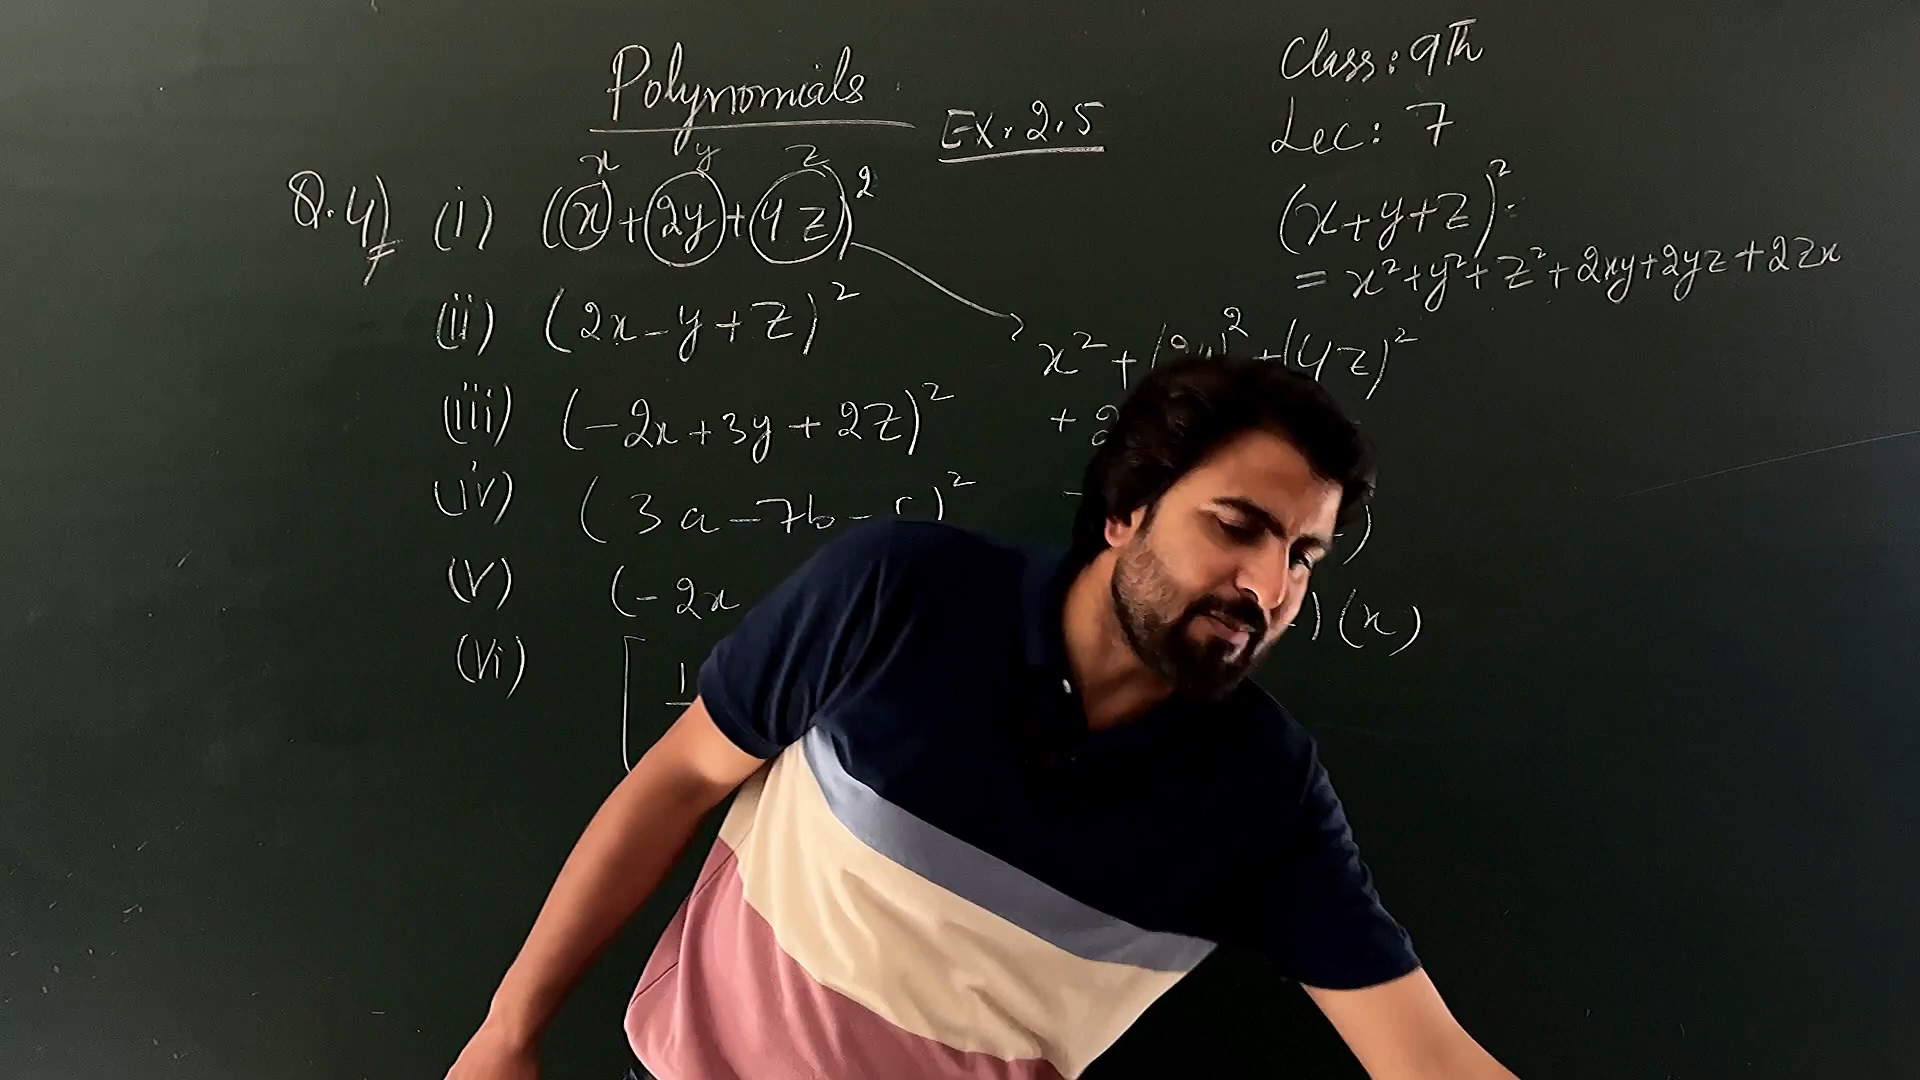 Polynomials
Ex. 2.5
Class: 9Th
Lec: 7
x y z
Q.4) (i) (x+2y+4z)²
(x+y+z)²
= x²+y²+z²+2xy+2yz+2zx
(ii) (2x-y+z)²
x² + (2y)² + (4z)²
(iii) (-2x+3y+2z)²
+ 2
(iv) (3a-7b-
)²
(v) (-2x
) (x)
(vi) [ 1